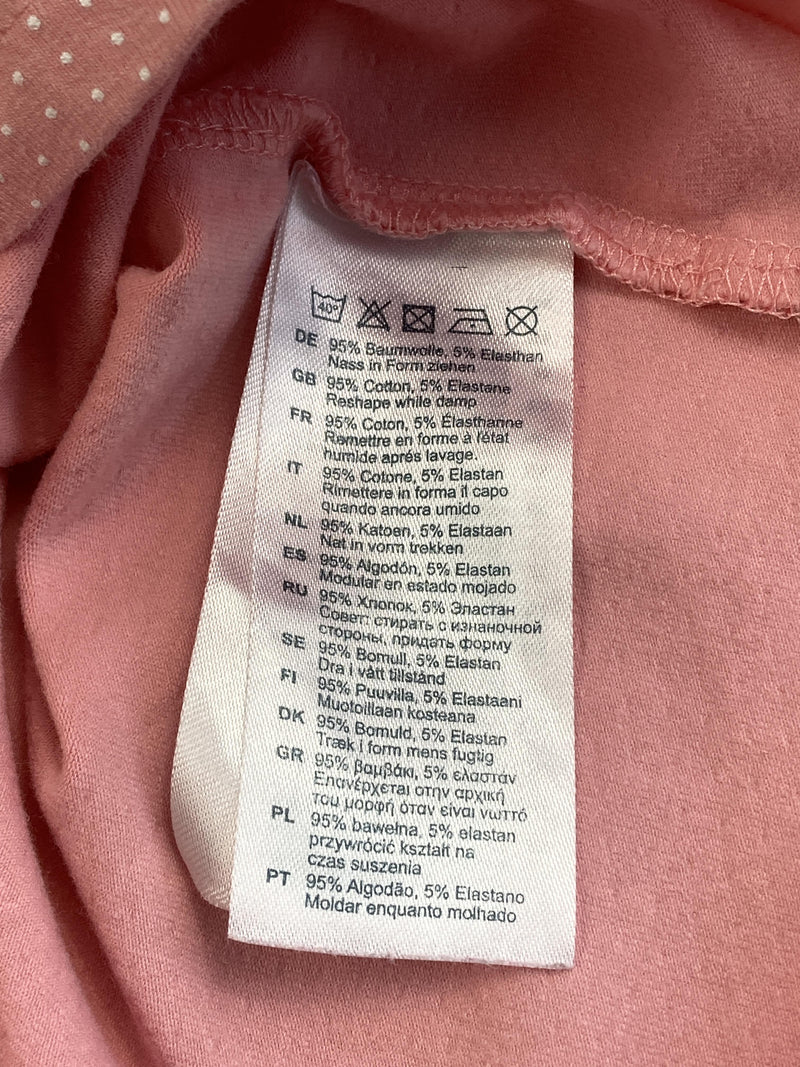 40°
DE 95% Baumwolle, 5% Elasthan
Nass in Form ziehen
GB 95% Cotton, 5% Elastane
Reshape while damp
FR 95% Coton, 5% Élasthanne
Remettre en forme à l'état
humide aprés lavage.
IT 95% Cotone, 5% Elastan
Rimettere in forma il capo
quando ancora umido
NL 95% Katoen, 5% Elastaan
Nat in vorm trekken
ES 95% Algodón, 5% Elastan
Modular en estado mojado
RU 95% Хлопок, 5% Эластан
Совет: стирать с изнаночной
стороны, придать форму
SE 95% Bomull, 5% Elastan
Dra i vått tillstånd
FI 95% Puuvilla, 5% Elastaani
Muotoillaan kosteana
DK 95% Bomuld, 5% Elastan
Træk i form mens fugtig
GR 95% βαμβάκι, 5% ελαστάν
Επανέρχεται στην αρχική
του μορφή όταν είναι νωττό
PL 95% bawełna, 5% elastan
przywrócić kształt na
czas suszenia
PT 95% Algodão, 5% Elastano
Moldar enquanto molhado